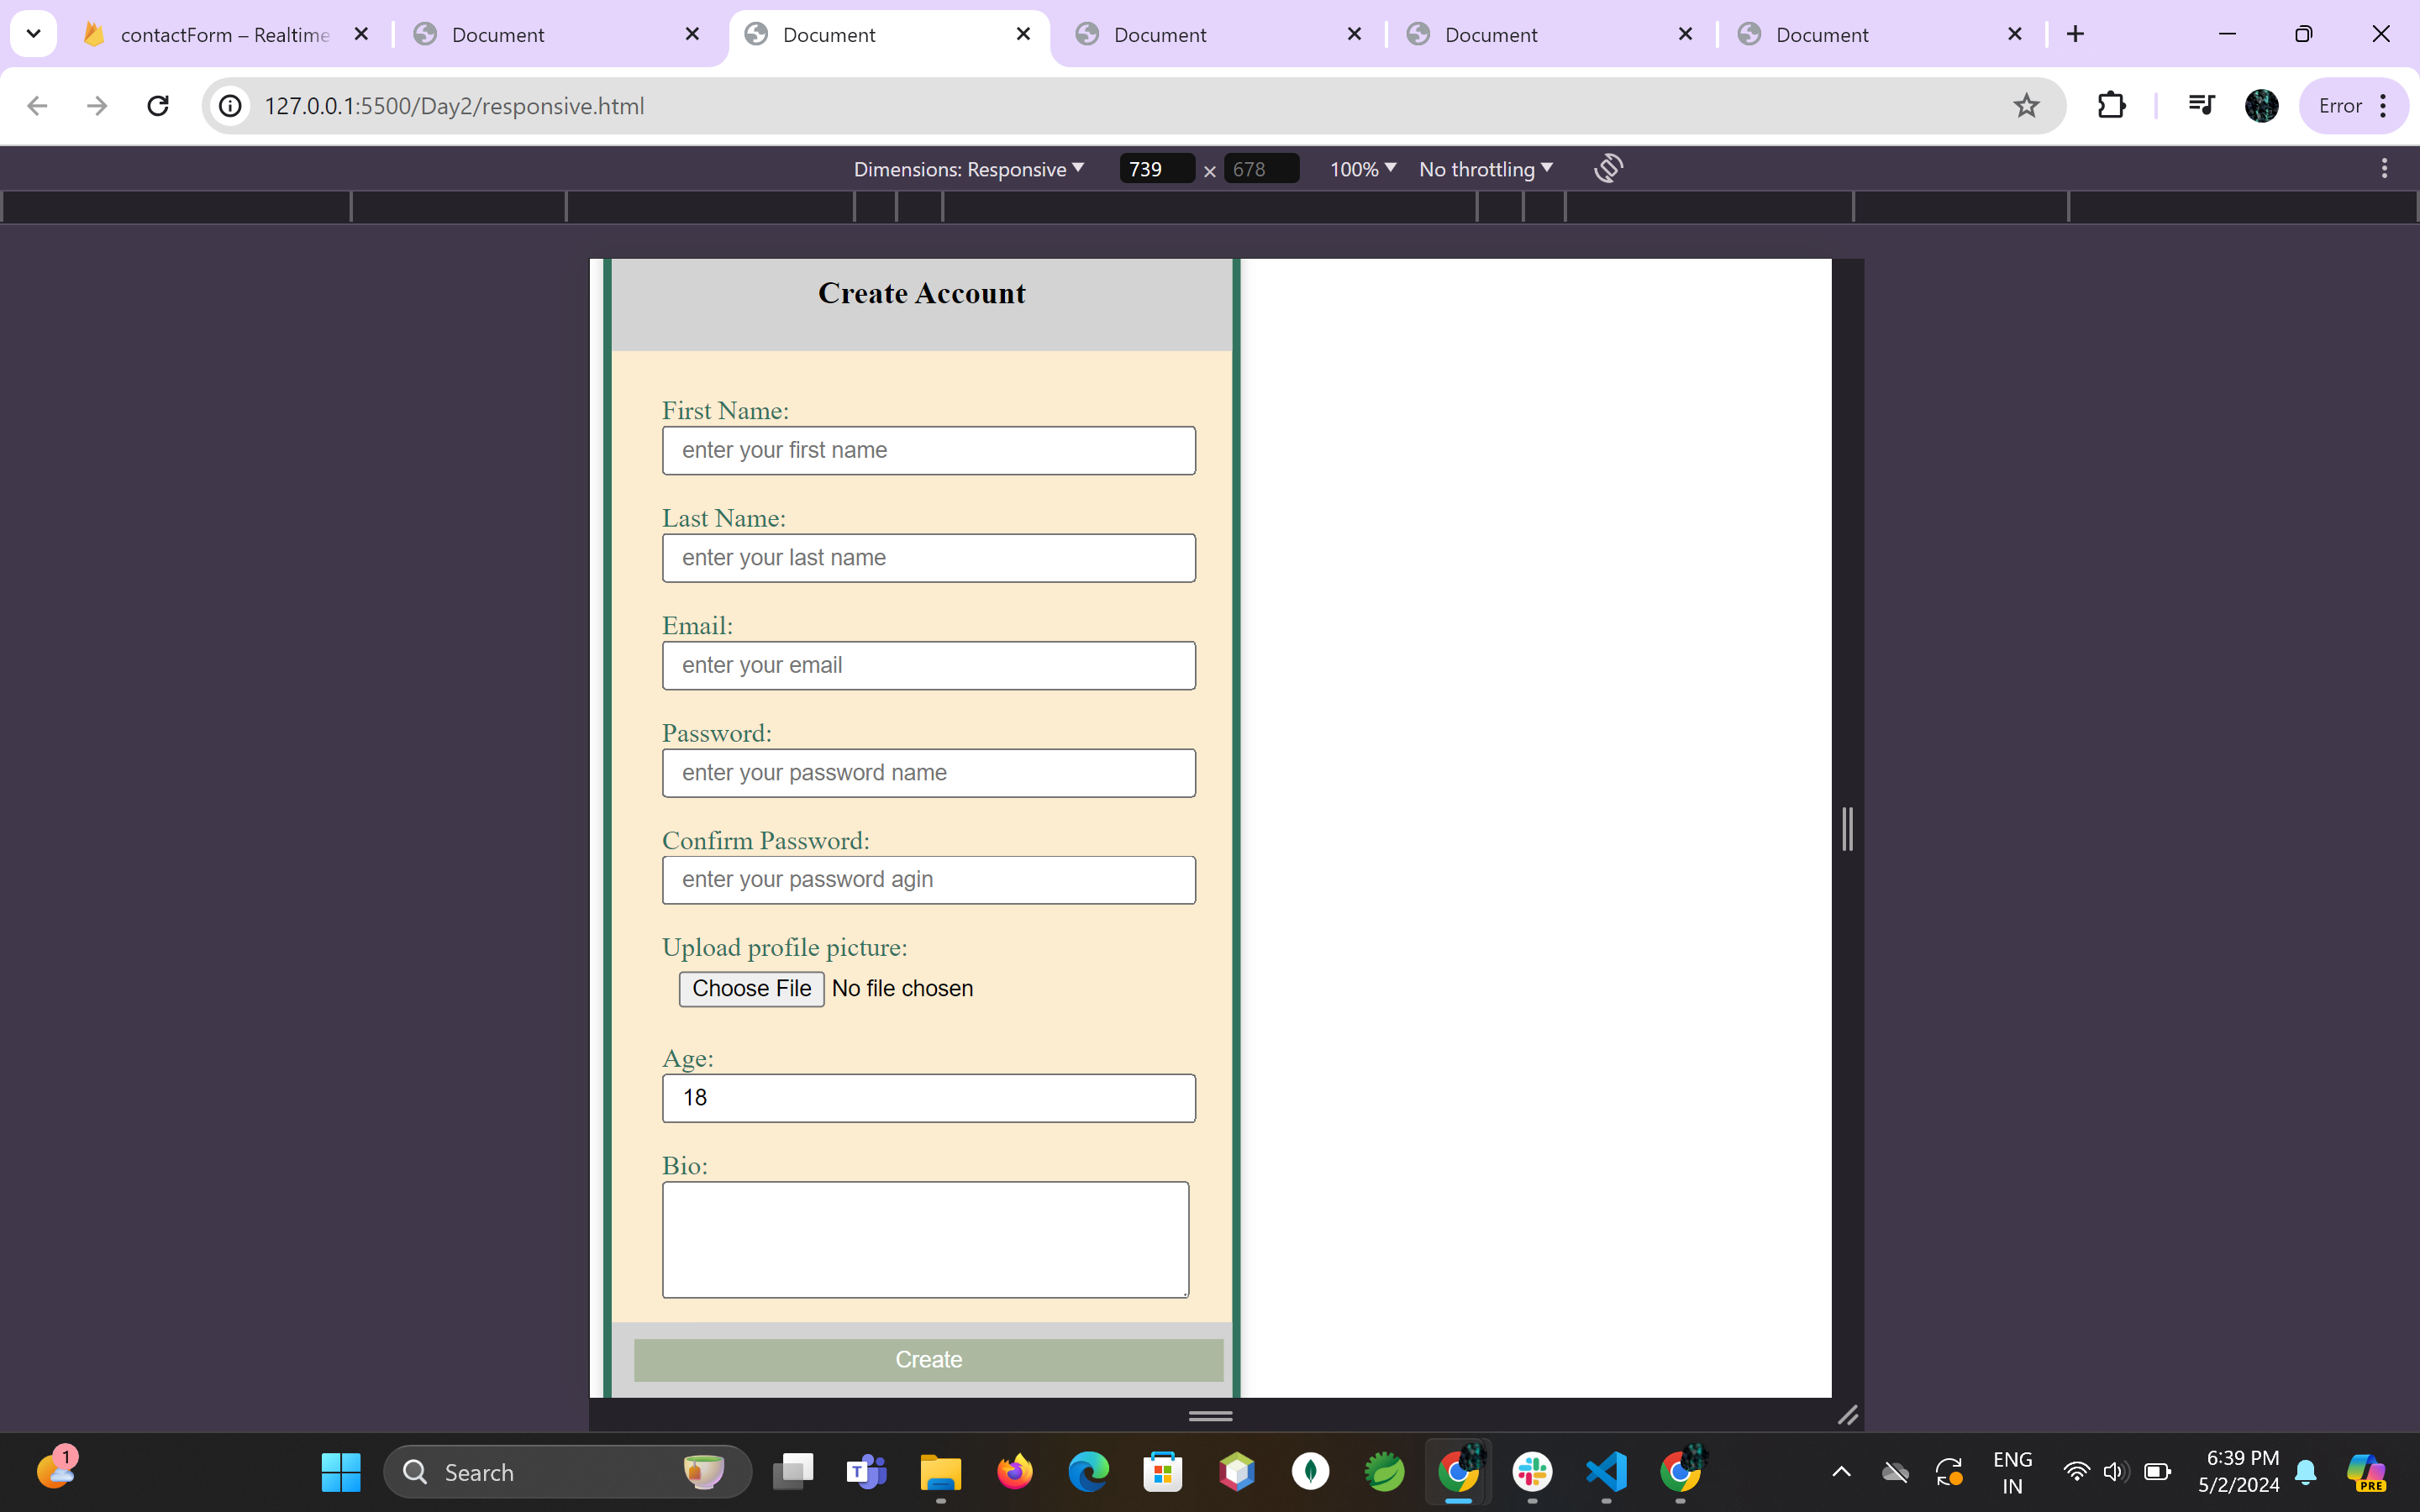 contactForm – Realtime
Document
Document
Document
Document
Document
127.0.0.1:5500/Day2/responsive.html
Error
Dimensions: Responsive 739 × 678 100% No throttling
Create Account
First Name:
enter your first name
Last Name:
enter your last name
Email:
enter your email
Password:
enter your password name
Confirm Password:
enter your password agin
Upload profile picture:
Choose File No file chosen
Age:
18
Bio:
Create
1
Search
T
ENG
IN
6:39 PM
5/2/2024
PRE